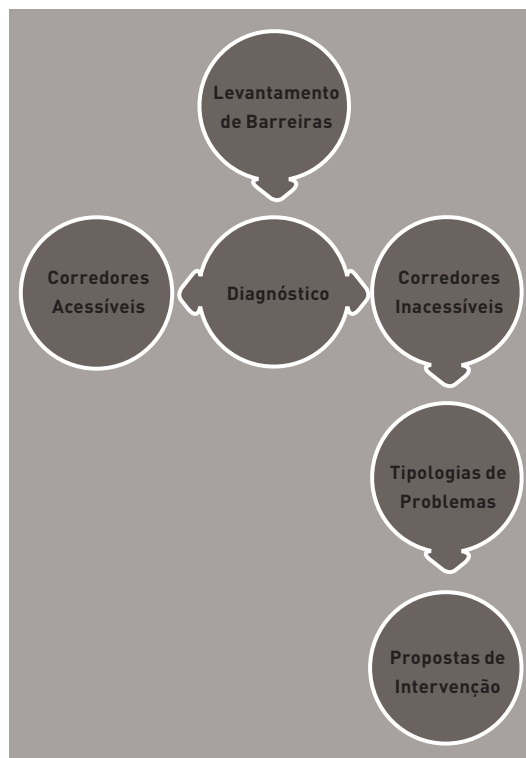 Levantamento
de Barreiras
Corredores
Acessíveis
Diagnóstico
Corredores
Inacessíveis
Tipologias de
Problemas
Propostas de
Intervenção